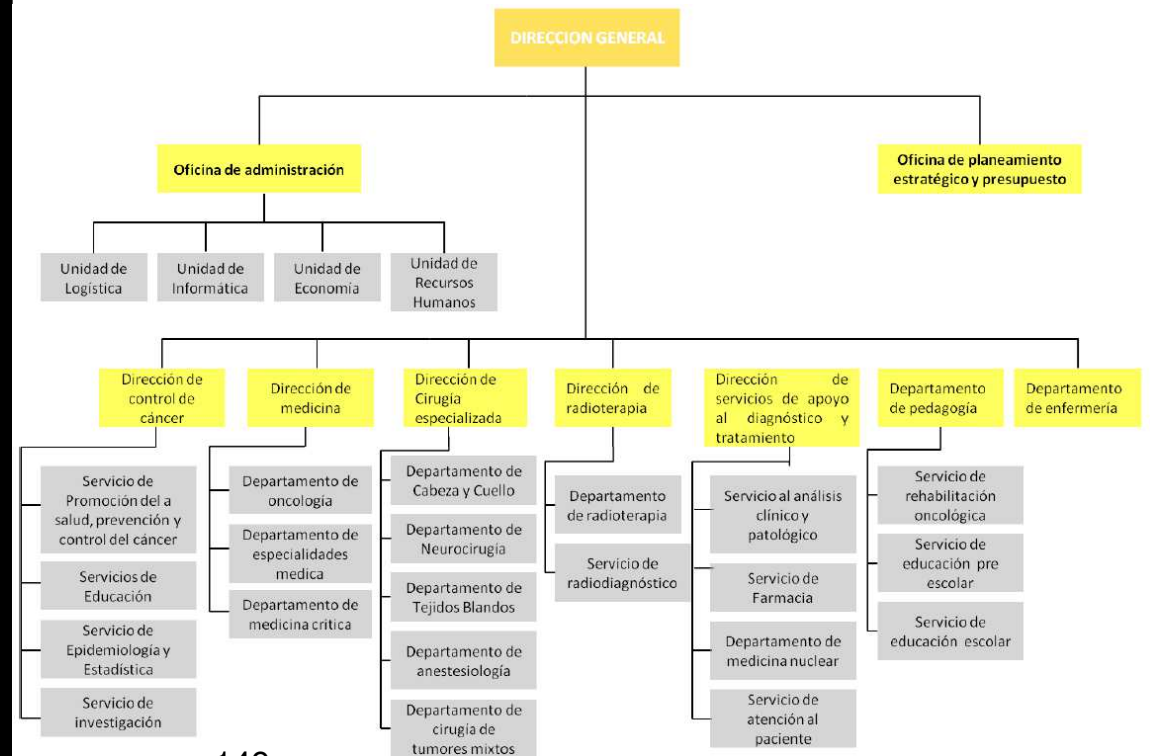 DIRECCION GENERAL
Oficina de administración
Oficina de planeamiento
estratégico y presupuesto
Unidad de
Logística
Unidad de
Informática
Unidad de
Economía
Unidad de
Recursos
Humanos
Dirección de
control de
cáncer
Dirección de
medicina
Dirección de
Cirugía
especializada
Dirección de
radioterapia
Dirección de
servicios de apoyo
al diagnóstico y
tratamiento
Departamento
de pedagogía
Departamento
de enfermería
Servicio de
Promoción del a
salud, prevención y
control del cáncer
Servicios de
Educación
Servicio de
Epidemiología y
Estadística
Servicio de
investigación
Departamento de
oncología
Departamento de
especialidades
medica
Departamento de
medicina critica
Departamento de
Cabeza y Cuello
Departamento de
Neurocirugía
Departamento de
Tejidos Blandos
Departamento de
anestesiología
Departamento de
cirugía de
tumores mixtos
Departamento
de radioterapia
Servicio de
radiodiagnóstico
Servicio al análisis
clínico y
patológico
Servicio de
Farmacia
Departamento de
medicina nuclear
Servicio de
atención al
paciente
Servicio de
rehabilitación
oncológica
Servicio de
educación pre
escolar
Servicio de
educación escolar